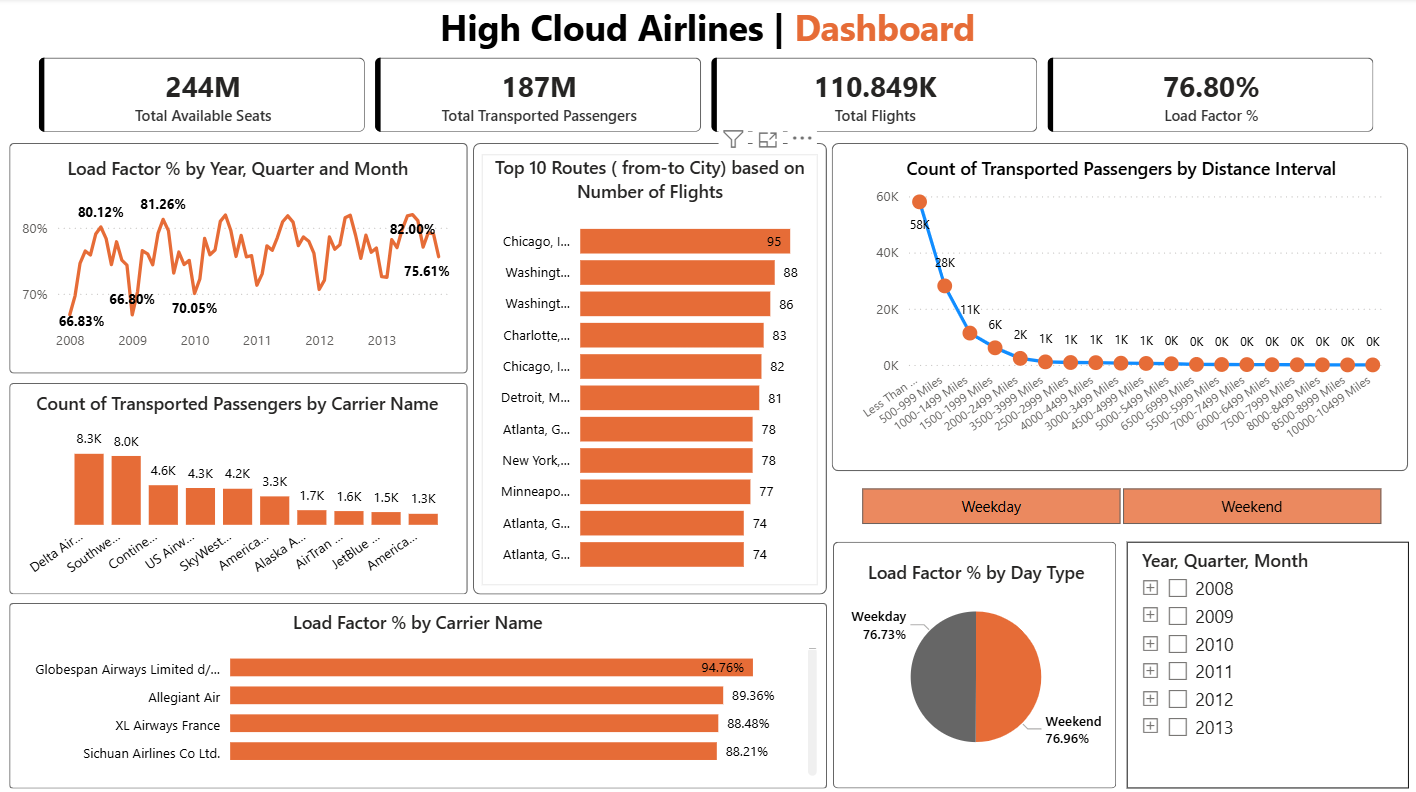 High Cloud Airlines | Dashboard
244M
Total Available Seats
187M
Total Transported Passengers
110.849K
Total Flights
76.80%
Load Factor %
Load Factor % by Year, Quarter and Month
80%
70%
80.12%
81.26%
82.00%
75.61%
66.80%
70.05%
66.83%
2008
2009
2010
2011
2012
2013
Count of Transported Passengers by Carrier Name
8.3K
8.0K
4.6K
4.3K
4.2K
3.3K
1.7K
1.6K
1.5K
1.3K
Delta Air...
Southwe...
Contine...
US Airw...
SkyWest...
America...
Alaska A...
AirTran ...
JetBlue ...
America...
Top 10 Routes ( from-to City) based on
Number of Flights
Chicago, I...
95
Washingt...
88
Washingt...
86
Charlotte,...
83
Chicago, I...
82
Detroit, M...
81
Atlanta, G...
78
New York,...
78
Minneapo...
77
Atlanta, G...
74
Atlanta, G...
74
Count of Transported Passengers by Distance Interval
60K
40K
20K
0K
58K
28K
11K
6K
2K
1K
1K
1K
1K
1K
0K
0K
0K
0K
0K
0K
0K
0K
0K
Less Than ...
500-999 Miles
1000-1499 Miles
1500-1999 Miles
2000-2499 Miles
3500-3999 Miles
2500-2999 Miles
4000-4499 Miles
3000-3499 Miles
4500-4999 Miles
5000-5499 Miles
6500-6999 Miles
5500-5999 Miles
7000-7499 Miles
6000-6499 Miles
7500-7999 Miles
8000-8499 Miles
8500-8999 Miles
10000-10499 Miles
Weekday
Weekend
Load Factor % by Carrier Name
Globespan Airways Limited d/...
94.76%
Allegiant Air
89.36%
XL Airways France
88.48%
Sichuan Airlines Co Ltd.
88.21%
Load Factor % by Day Type
Weekday
76.73%
Weekend
76.96%
Year, Quarter, Month
2008
2009
2010
2011
2012
2013